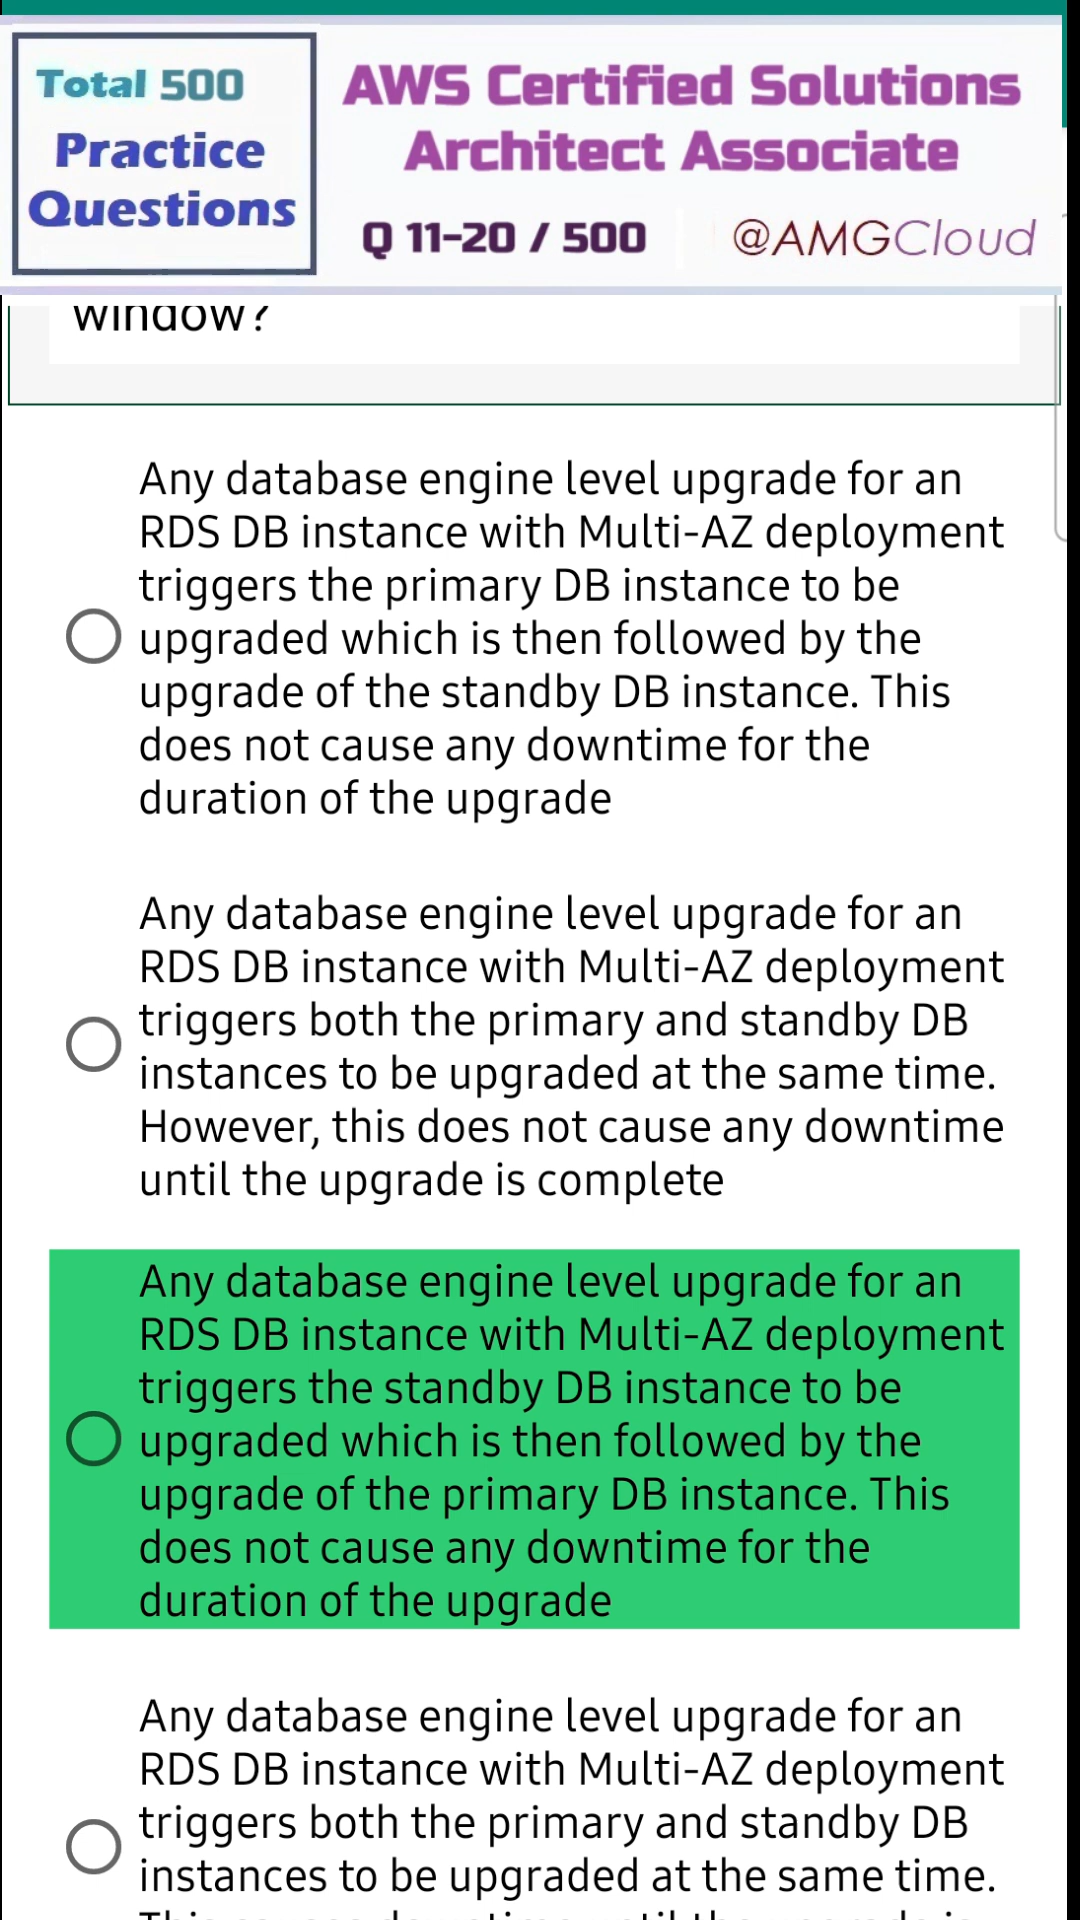 Total 500
Practice
Questions
AWS Certified Solutions
Architect Associate
Q 11-20 / 500
@AMGCloud
window?
Any database engine level upgrade for an
RDS DB instance with Multi-AZ deployment
triggers the primary DB instance to be
upgraded which is then followed by the
upgrade of the standby DB instance. This
does not cause any downtime for the
duration of the upgrade
Any database engine level upgrade for an
RDS DB instance with Multi-AZ deployment
triggers both the primary and standby DB
instances to be upgraded at the same time.
However, this does not cause any downtime
until the upgrade is complete
Any database engine level upgrade for an
RDS DB instance with Multi-AZ deployment
triggers the standby DB instance to be
upgraded which is then followed by the
upgrade of the primary DB instance. This
does not cause any downtime for the
duration of the upgrade
Any database engine level upgrade for an
RDS DB instance with Multi-AZ deployment
triggers both the primary and standby DB
instances to be upgraded at the same time.